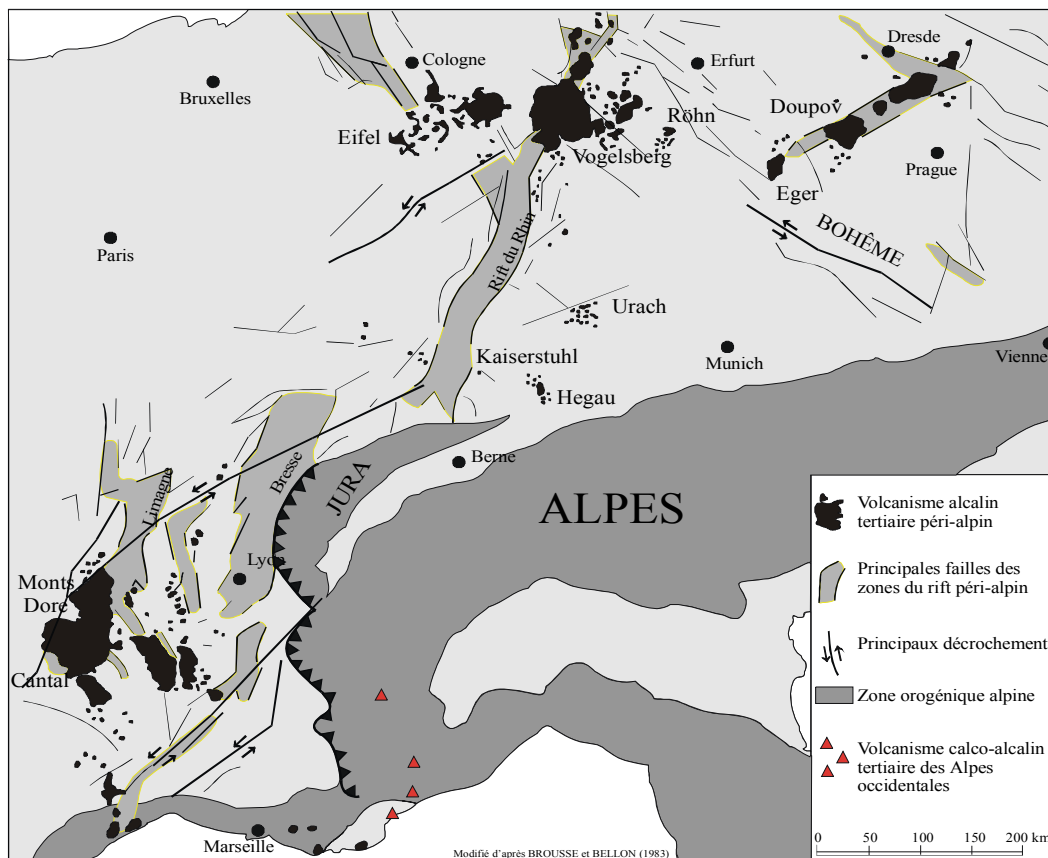 Dresde
Cologne
Erfurt
Bruxelles
Doupov
Röhn
Eifel
Vogelsberg
Prague
Eger
BOHÊME
Paris
Rift du Rhin
Urach
Kaiserstuhl
Munich
Vienne
Hegau
Berne
JURA
Bresse
Limagne
ALPES
Lyon
Monts
Dore
Cantal
Marseille
Volcanisme alcalin
tertiaire péri-alpin
Principales failles des
zones du rift péri-alpin
Principaux décrochement
Zone orogénique alpine
Volcanisme calco-alcalin
tertiaire des Alpes
occidentales
0 50 100 150 200 km
Modifié d'après BROUSSE et BELLON (1983)